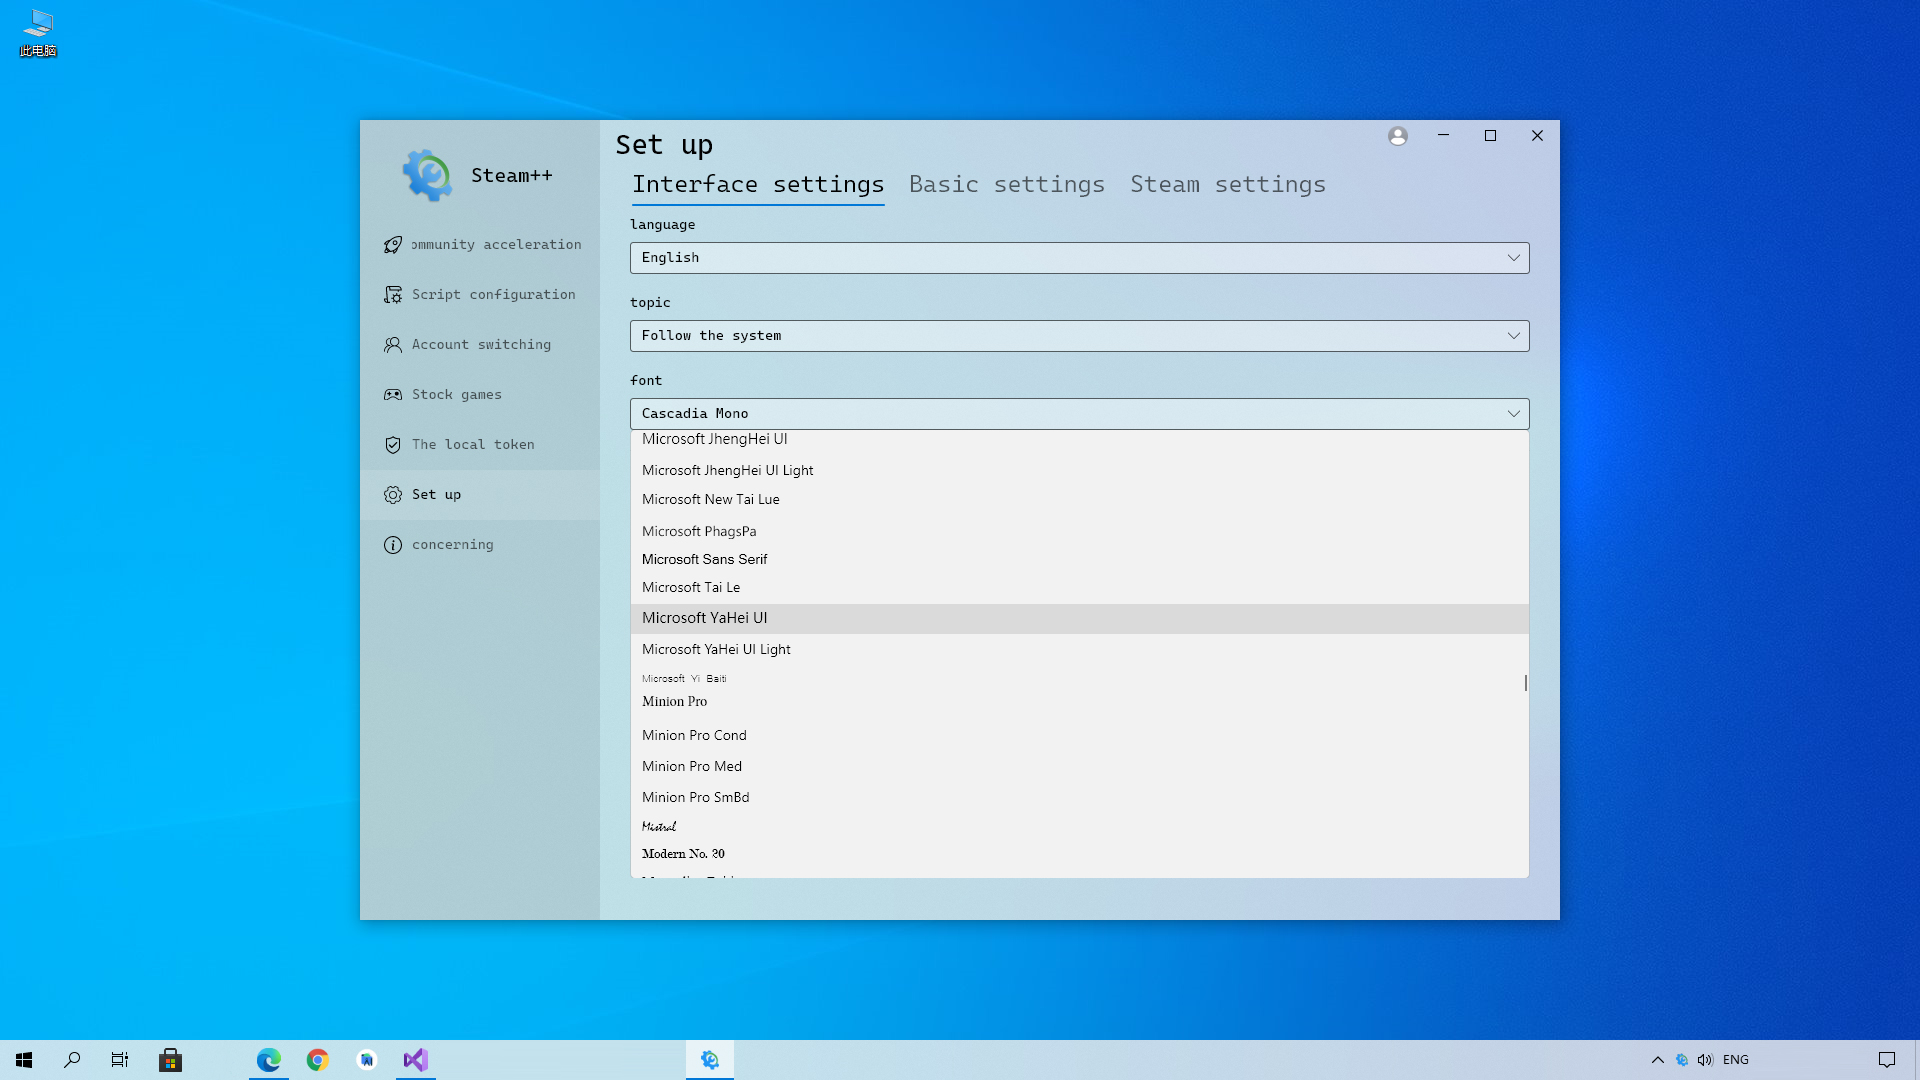 此电脑
Steam++
Set up
Interface settings Basic settings Steam settings
ommunity acceleration
Script configuration
Account switching
Stock games
The local token
Set up
concerning
language
English
topic
Follow the system
font
Cascadia Mono
Microsoft JhengHei UI
Microsoft JhengHei UI Light
Microsoft New Tai Lue
Microsoft PhagsPa
Microsoft Sans Serif
Microsoft Tai Le
Microsoft YaHei UI
Microsoft YaHei UI Light
Microsoft Yi Baiti
Minion Pro
Minion Pro Cond
Minion Pro Med
Minion Pro SmBd
Mistral
Modern No. 20
AI
ENG